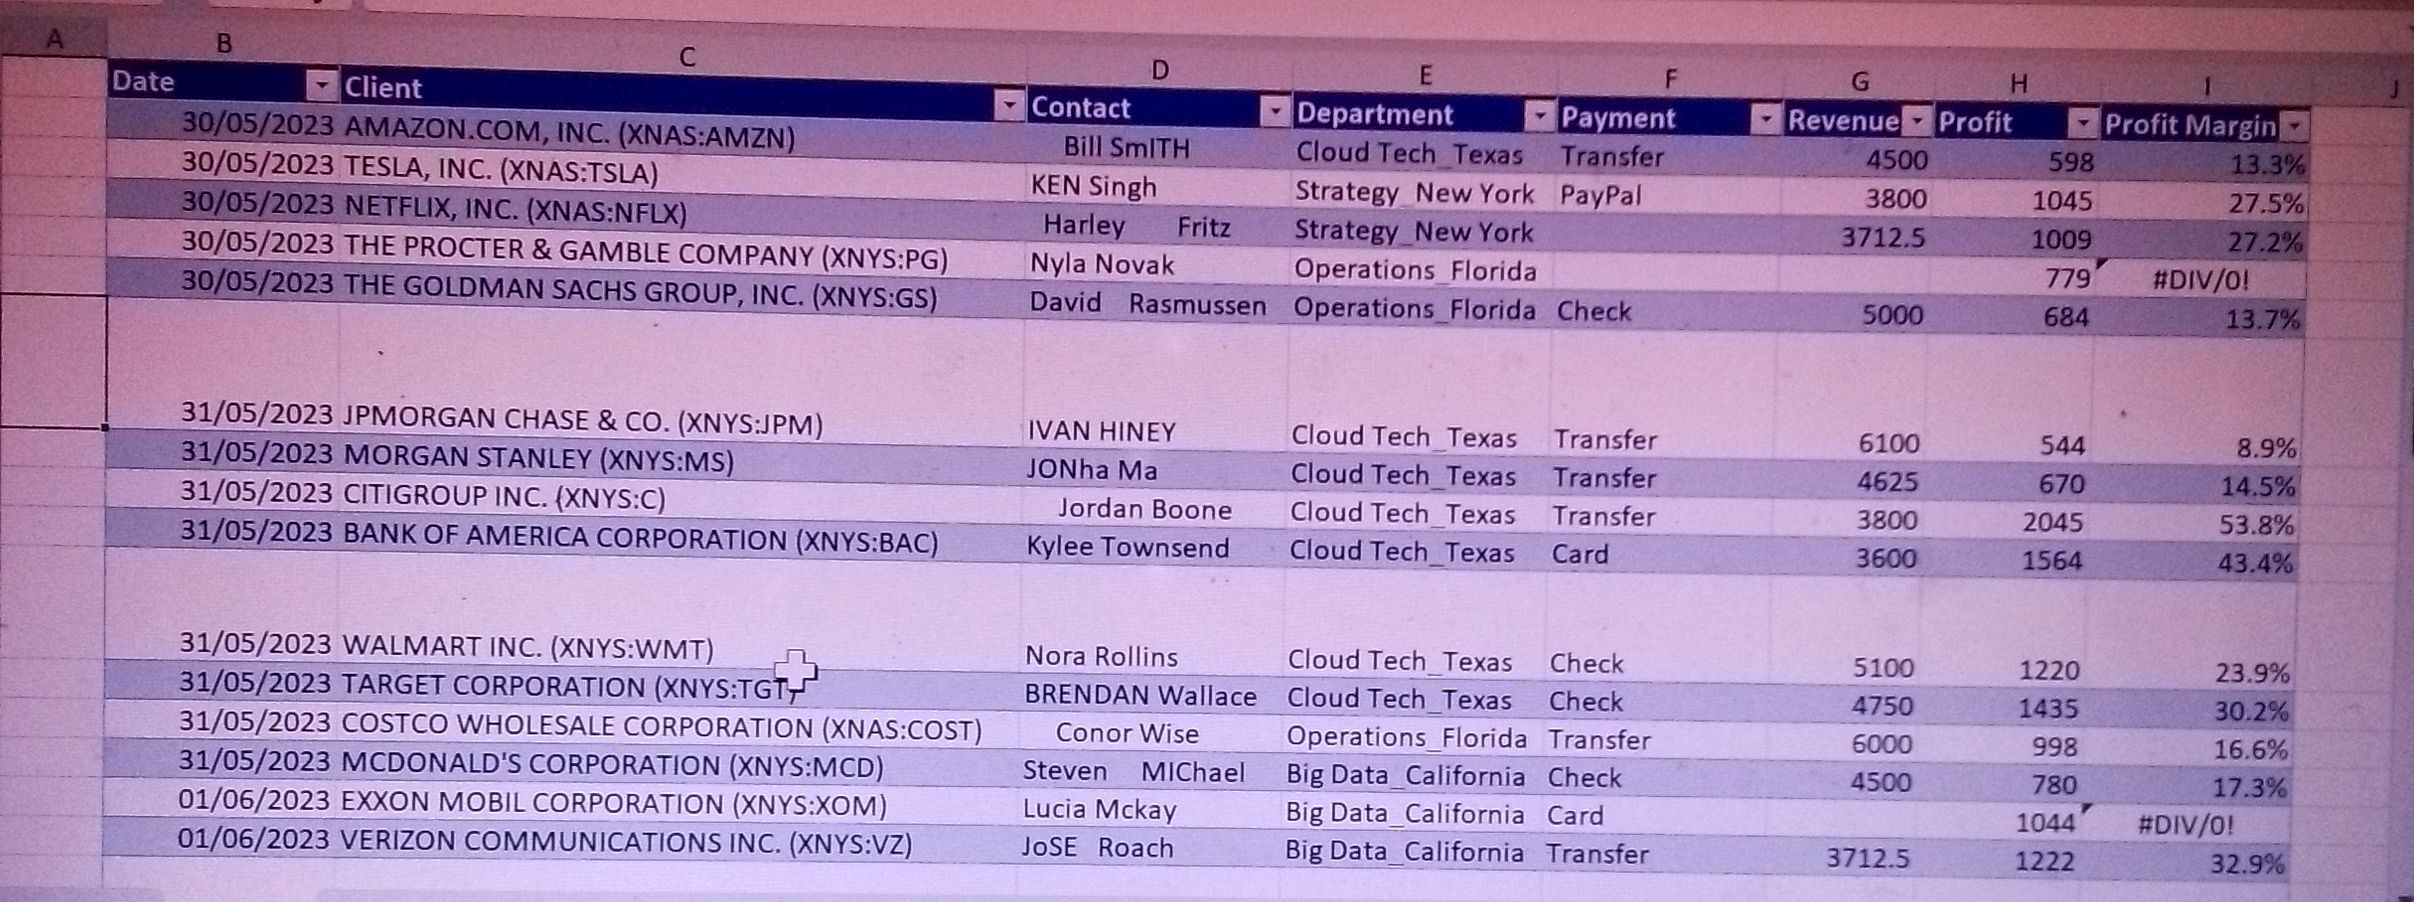 A B C D E F G H I J
Date Client Contact Department Payment Revenue Profit Profit Margin
30/05/2023 AMAZON.COM, INC. (XNAS:AMZN) Bill SmITH Cloud Tech_Texas Transfer 4500 598 13.3%
30/05/2023 TESLA, INC. (XNAS:TSLA) KEN Singh Strategy_New York PayPal 3800 1045 27.5%
30/05/2023 NETFLIX, INC. (XNAS:NFLX) Harley Fritz Strategy_New York 3712.5 1009 27.2%
30/05/2023 THE PROCTER & GAMBLE COMPANY (XNYS:PG) Nyla Novak Operations_Florida 779 #DIV/0!
30/05/2023 THE GOLDMAN SACHS GROUP, INC. (XNYS:GS) David Rasmussen Operations_Florida Check 5000 684 13.7%
31/05/2023 JPMORGAN CHASE & CO. (XNYS:JPM) IVAN HINEY Cloud Tech_Texas Transfer 6100 544 8.9%
31/05/2023 MORGAN STANLEY (XNYS:MS) JONha Ma Cloud Tech_Texas Transfer 4625 670 14.5%
31/05/2023 CITIGROUP INC. (XNYS:C) Jordan Boone Cloud Tech_Texas Transfer 3800 2045 53.8%
31/05/2023 BANK OF AMERICA CORPORATION (XNYS:BAC) Kylee Townsend Cloud Tech_Texas Card 3600 1564 43.4%
31/05/2023 WALMART INC. (XNYS:WMT) Nora Rollins Cloud Tech_Texas Check 5100 1220 23.9%
31/05/2023 TARGET CORPORATION (XNYS:TGT) BRENDAN Wallace Cloud Tech_Texas Check 4750 1435 30.2%
31/05/2023 COSTCO WHOLESALE CORPORATION (XNAS:COST) Conor Wise Operations_Florida Transfer 6000 998 16.6%
31/05/2023 MCDONALD'S CORPORATION (XNYS:MCD) Steven MIChael Big Data_California Check 4500 780 17.3%
01/06/2023 EXXON MOBIL CORPORATION (XNYS:XOM) Lucia Mckay Big Data_California Card 1044 #DIV/0!
01/06/2023 VERIZON COMMUNICATIONS INC. (XNYS:VZ) JoSE Roach Big Data_California Transfer 3712.5 1222 32.9%